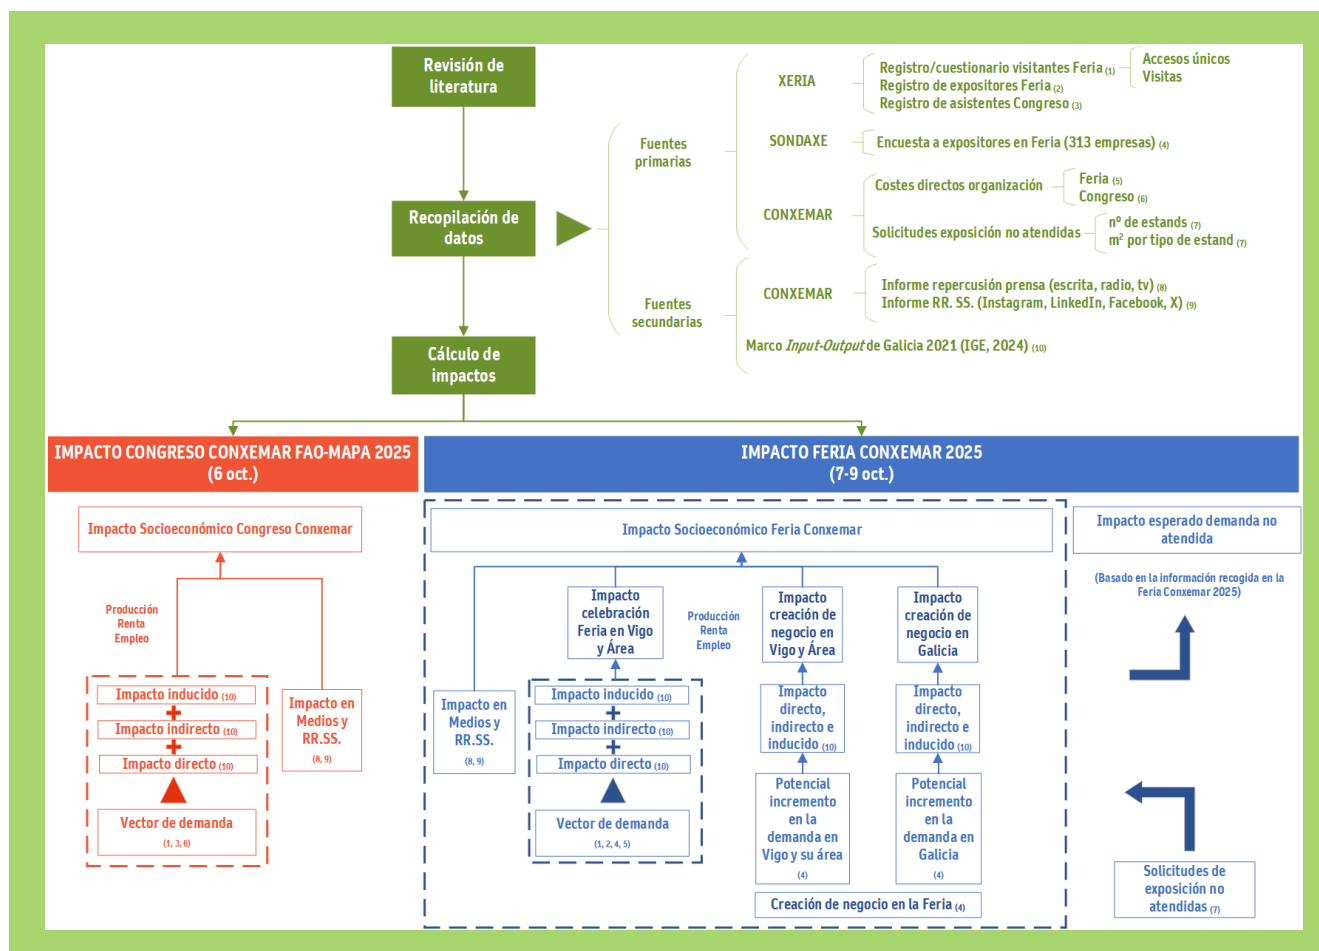 Revisión de
literatura
Recopilación de
datos
Cálculo de
impactos
Fuentes
primarias
XERIA
Registro/cuestionario visitantes Feria (1)
Accesos únicos
Visitas
Registro de expositores Feria (2)
Registro de asistentes Congreso (3)
SONDAXE
Encuesta a expositores en Feria (313 empresas) (4)
CONXEMAR
Costes directos organización
Feria (5)
Congreso (6)
Solicitudes exposición no atendidas
nº de estands (7)
m² por tipo de estand (7)
Fuentes
secundarias
CONXEMAR
Informe repercusión prensa (escrita, radio, tv) (8)
Informe RR. SS. (Instagram, LinkedIn, Facebook, X) (9)
Marco Input-Output de Galicia 2021 (IGE, 2024) (10)
IMPACTO CONGRESO CONXEMAR FAO-MAPA 2025
(6 oct.)
Impacto Socioeconómico Congreso Conxemar
Producción
Renta
Empleo
Impacto inducido (10)
+
Impacto indirecto (10)
+
Impacto directo (10)
Vector de demanda
(1, 3, 6)
Impacto en
Medios y
RR.SS.
(8, 9)
IMPACTO FERIA CONXEMAR 2025
(7-9 oct.)
Impacto Socioeconómico Feria Conxemar
Impacto en
Medios y
RR.SS.
(8, 9)
Impacto
celebración
Feria en Vigo
y Área
Producción
Renta
Empleo
Impacto inducido (10)
+
Impacto indirecto (10)
+
Impacto directo (10)
Vector de demanda
(1, 2, 4, 5)
Impacto
creación de
negocio en
Vigo y Área
Impacto
directo,
indirecto e
inducido (10)
Potencial
incremento
en la
demanda en
Vigo y su área
(4)
Impacto
creación de
negocio en
Galicia
Impacto
directo,
indirecto e
inducido (10)
Potencial
incremento
en la
demanda en
Galicia
(4)
Creación de negocio en la Feria (4)
Impacto esperado demanda no
atendida
(Basado en la información recogida en la
Feria Conxemar 2025)
Solicitudes de
exposición no
atendidas (7)